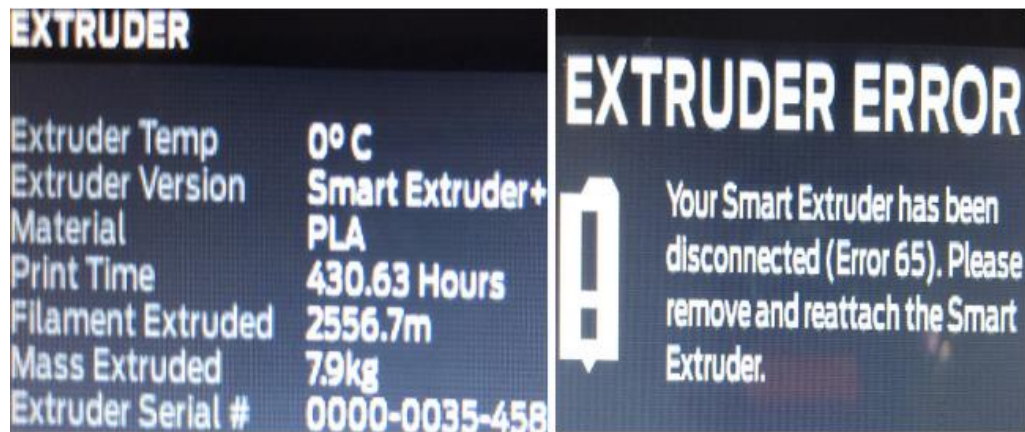 EXTRUDER
Extruder Temp 0° C
Extruder Version Smart Extruder+
Material PLA
Print Time 430.63 Hours
Filament Extruded 2556.7m
Mass Extruded 7.9kg
Extruder Serial # 0000-0035-458
EXTRUDER ERROR
Your Smart Extruder has been
disconnected (Error 65). Please
remove and reattach the Smart
Extruder.